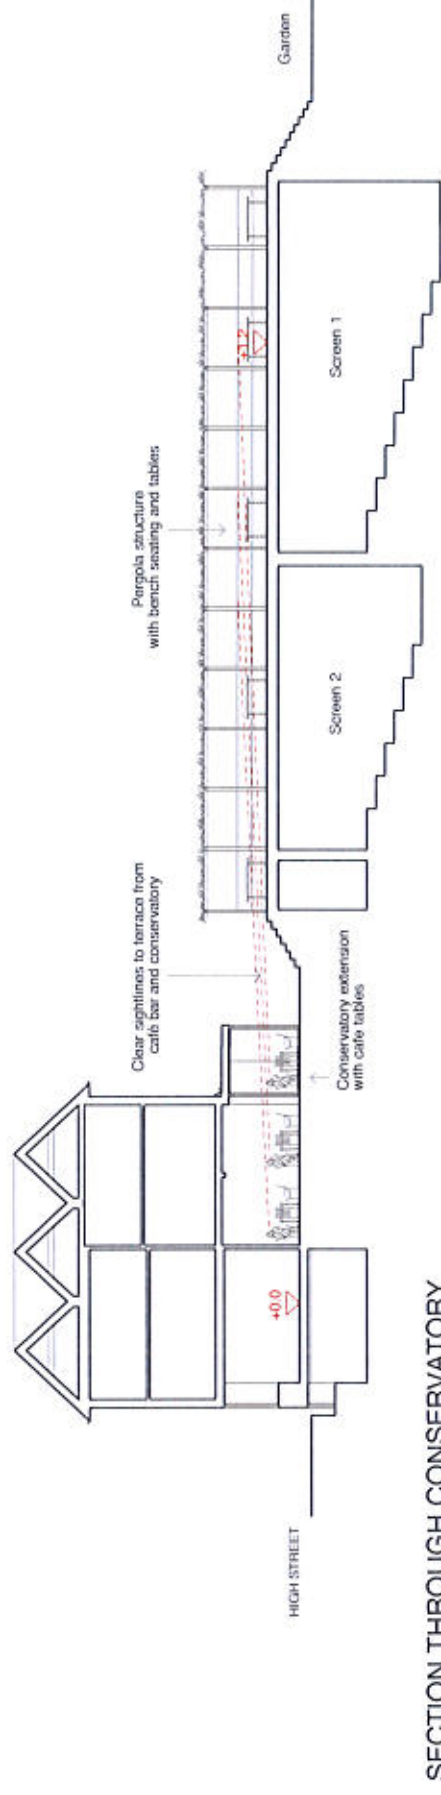 Clear sightlines to terrace from
café bar and conservatory
Pergola structure
with bench seating and tables
Garden
+1.2
+0.0
HIGH STREET
Conservatory extension
with cafe tables
Screen 2
Screen 1
SECTION THROUGH CONSERVATORY